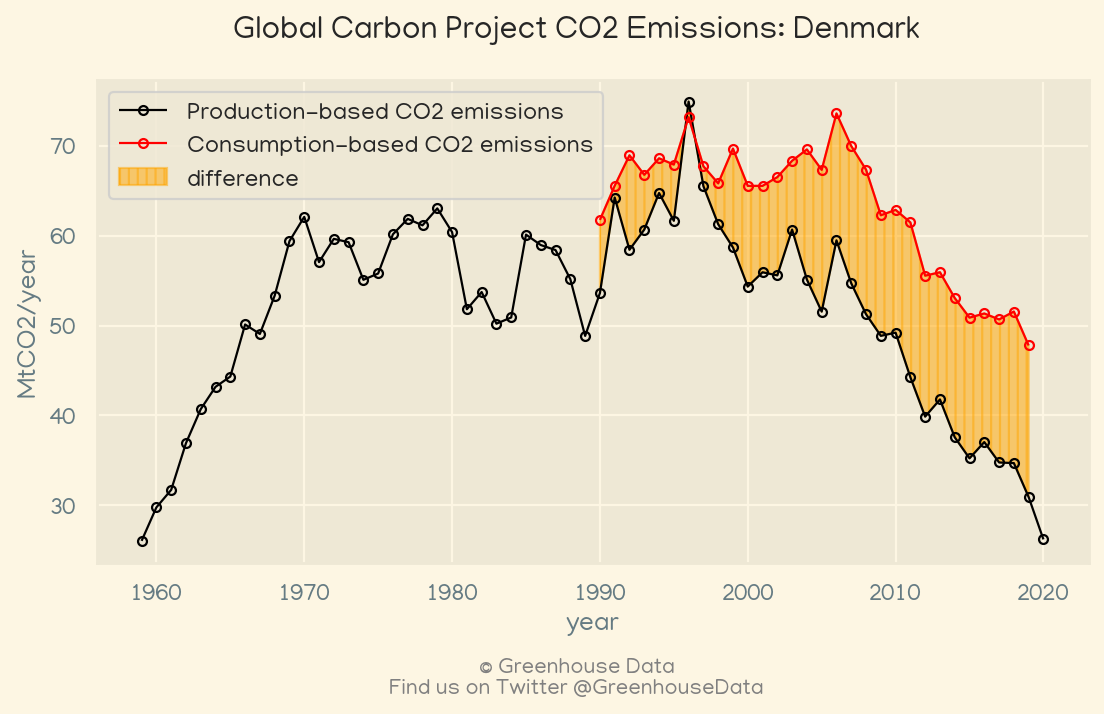 Global Carbon Project CO2 Emissions: Denmark
Production-based CO2 emissions
Consumption-based CO2 emissions
difference
MtCO2/year
70
60
50
40
30
1960 1970 1980 1990 2000 2010 2020
year
© Greenhouse Data
Find us on Twitter @GreenhouseData